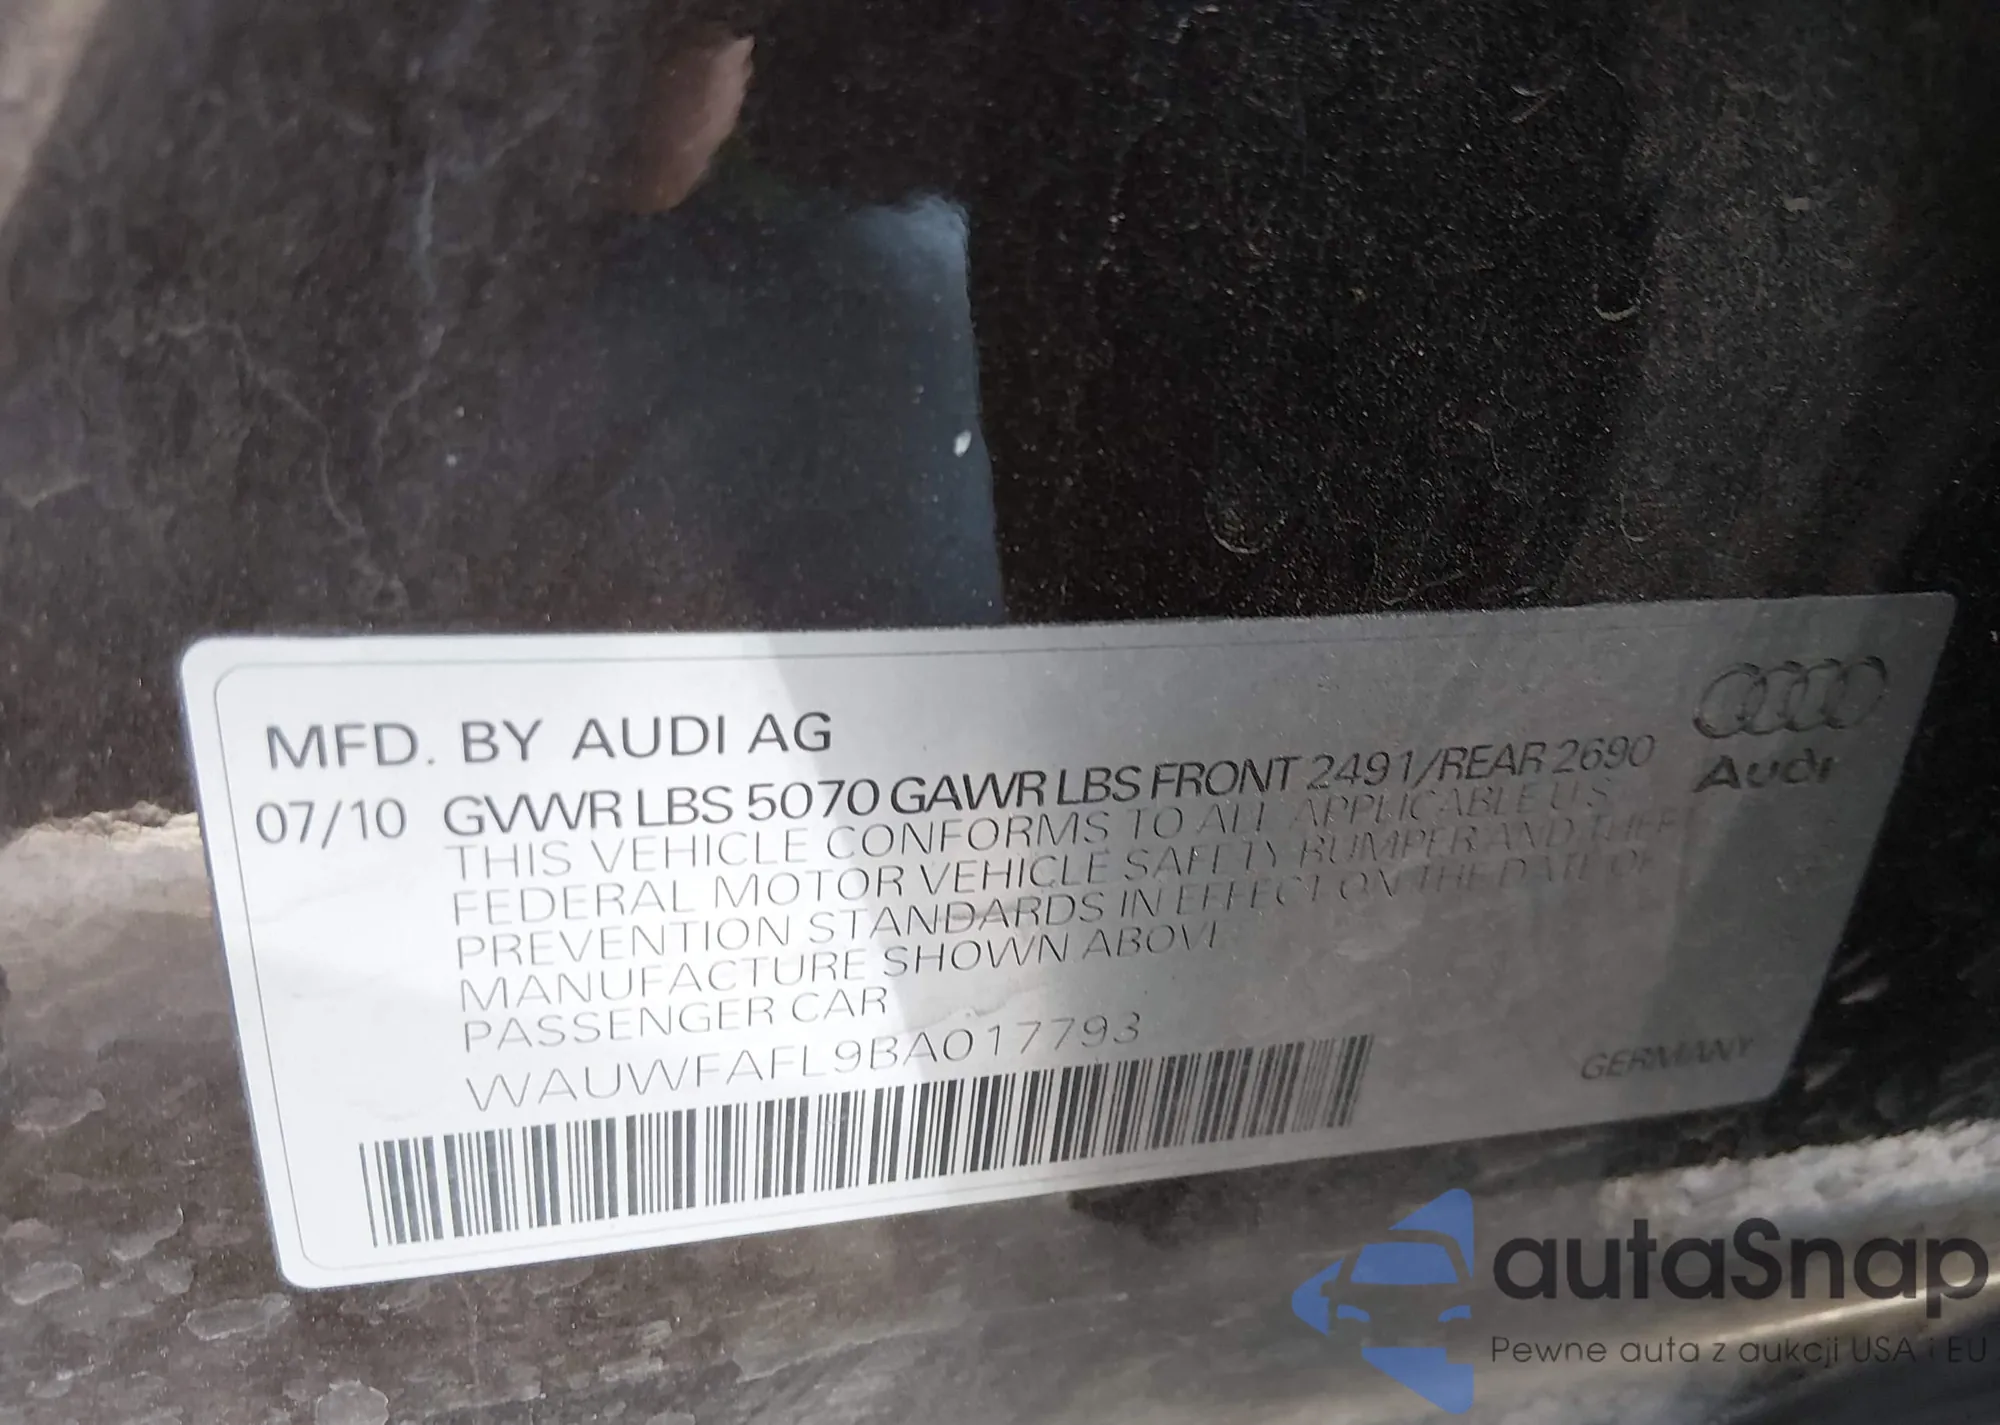 MFD. BY AUDI AG
07/10 GVWR LBS 5070 GAWR LBS FRONT 2491/REAR 2690
THIS VEHICLE CONFORMS TO ALL APPLICABLE U.S.
FEDERAL MOTOR VEHICLE SAFETY BUMPER AND THEFT
PREVENTION STANDARDS IN EFFECT ON THE DATE OF
MANUFACTURE SHOWN ABOVE
PASSENGER CAR
WAUWFAFL9BA017793
Audi
GERMANY
autaSnap
Pewne auta z aukcji USA i EU